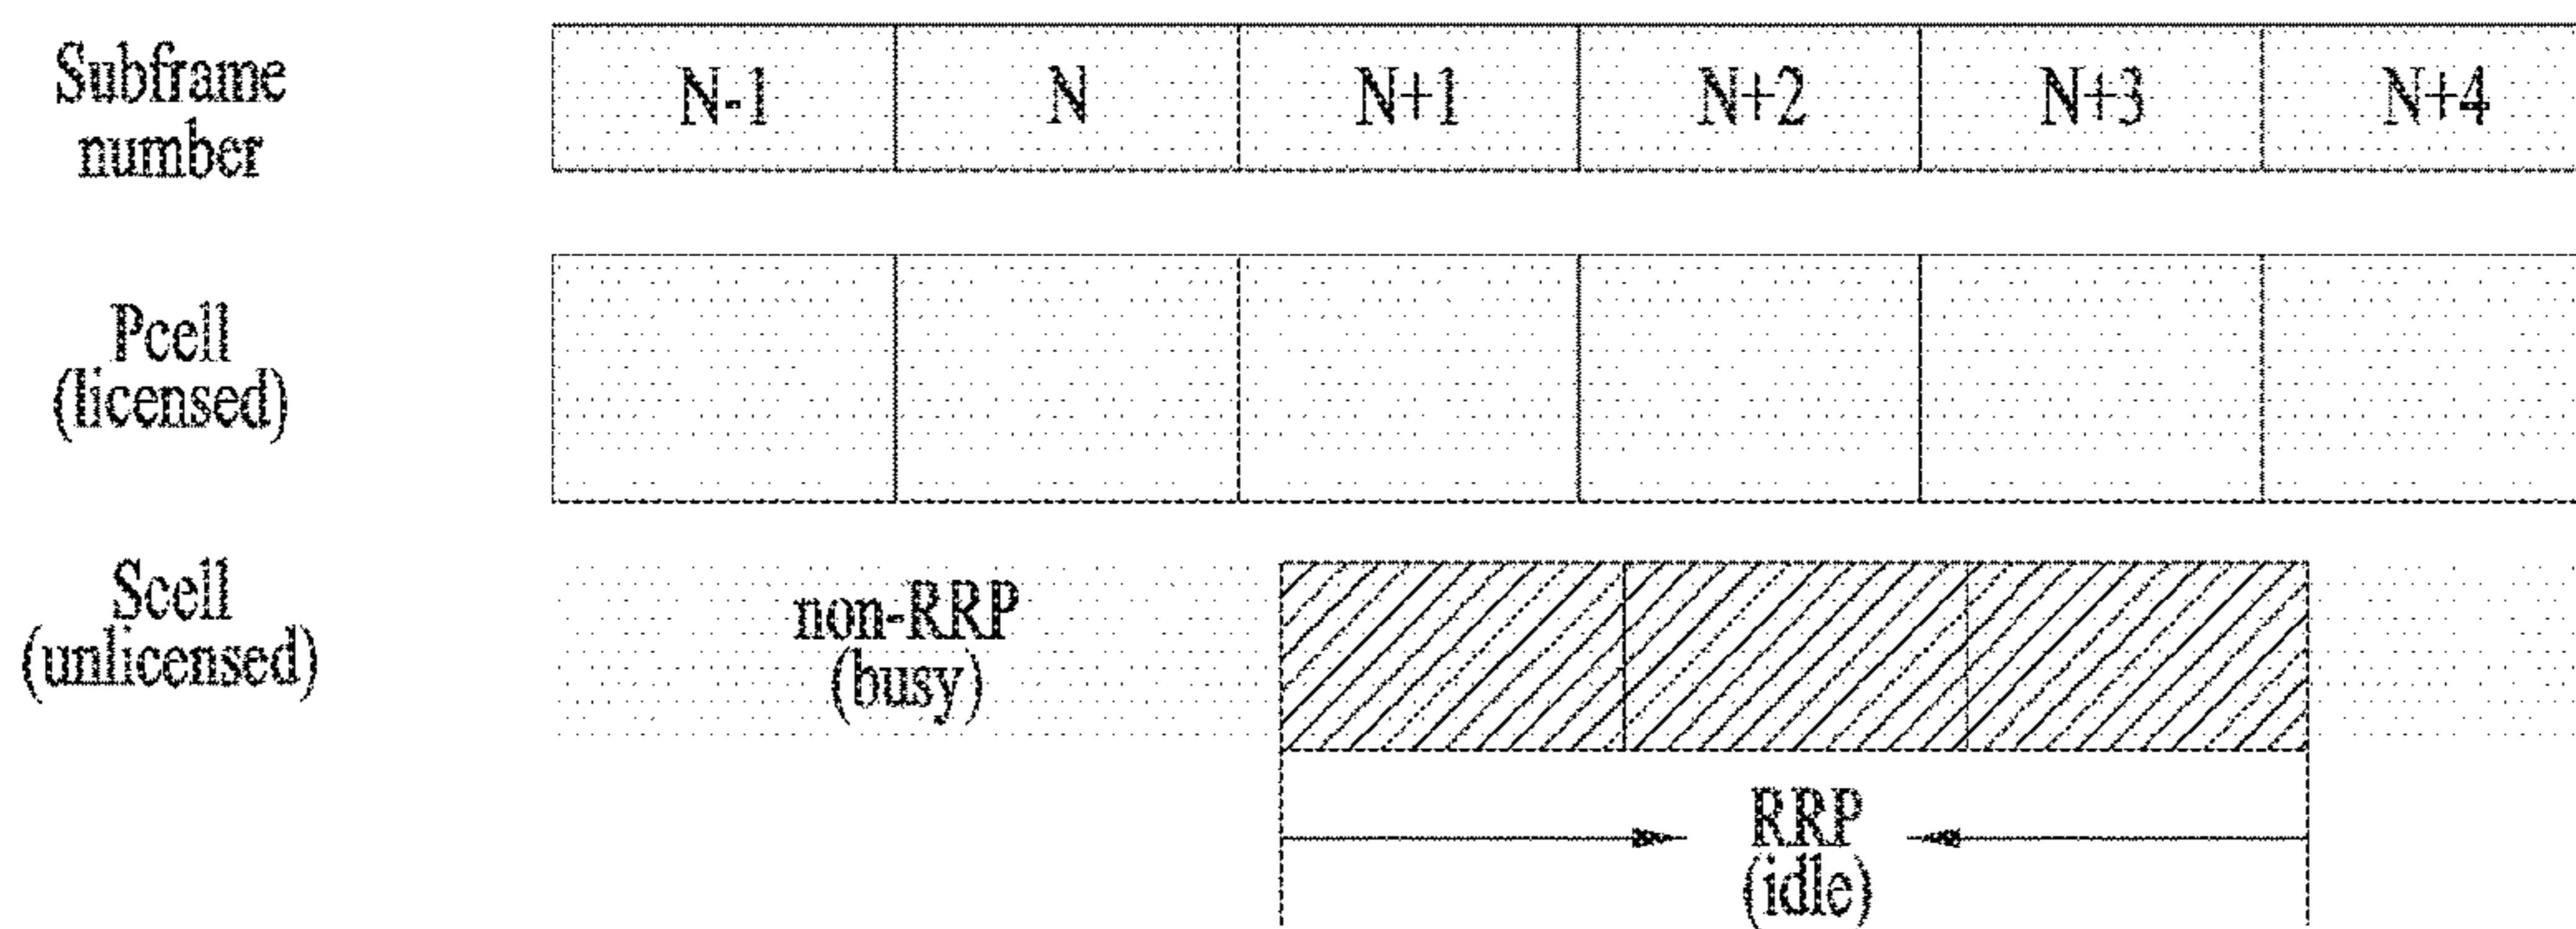 Subframe
number
N-1 N N+1 N+2 N+3 N+4
Pcell
(licensed)
Scell
(unlicensed)
non-RRP
(busy)
RRP
(idle)